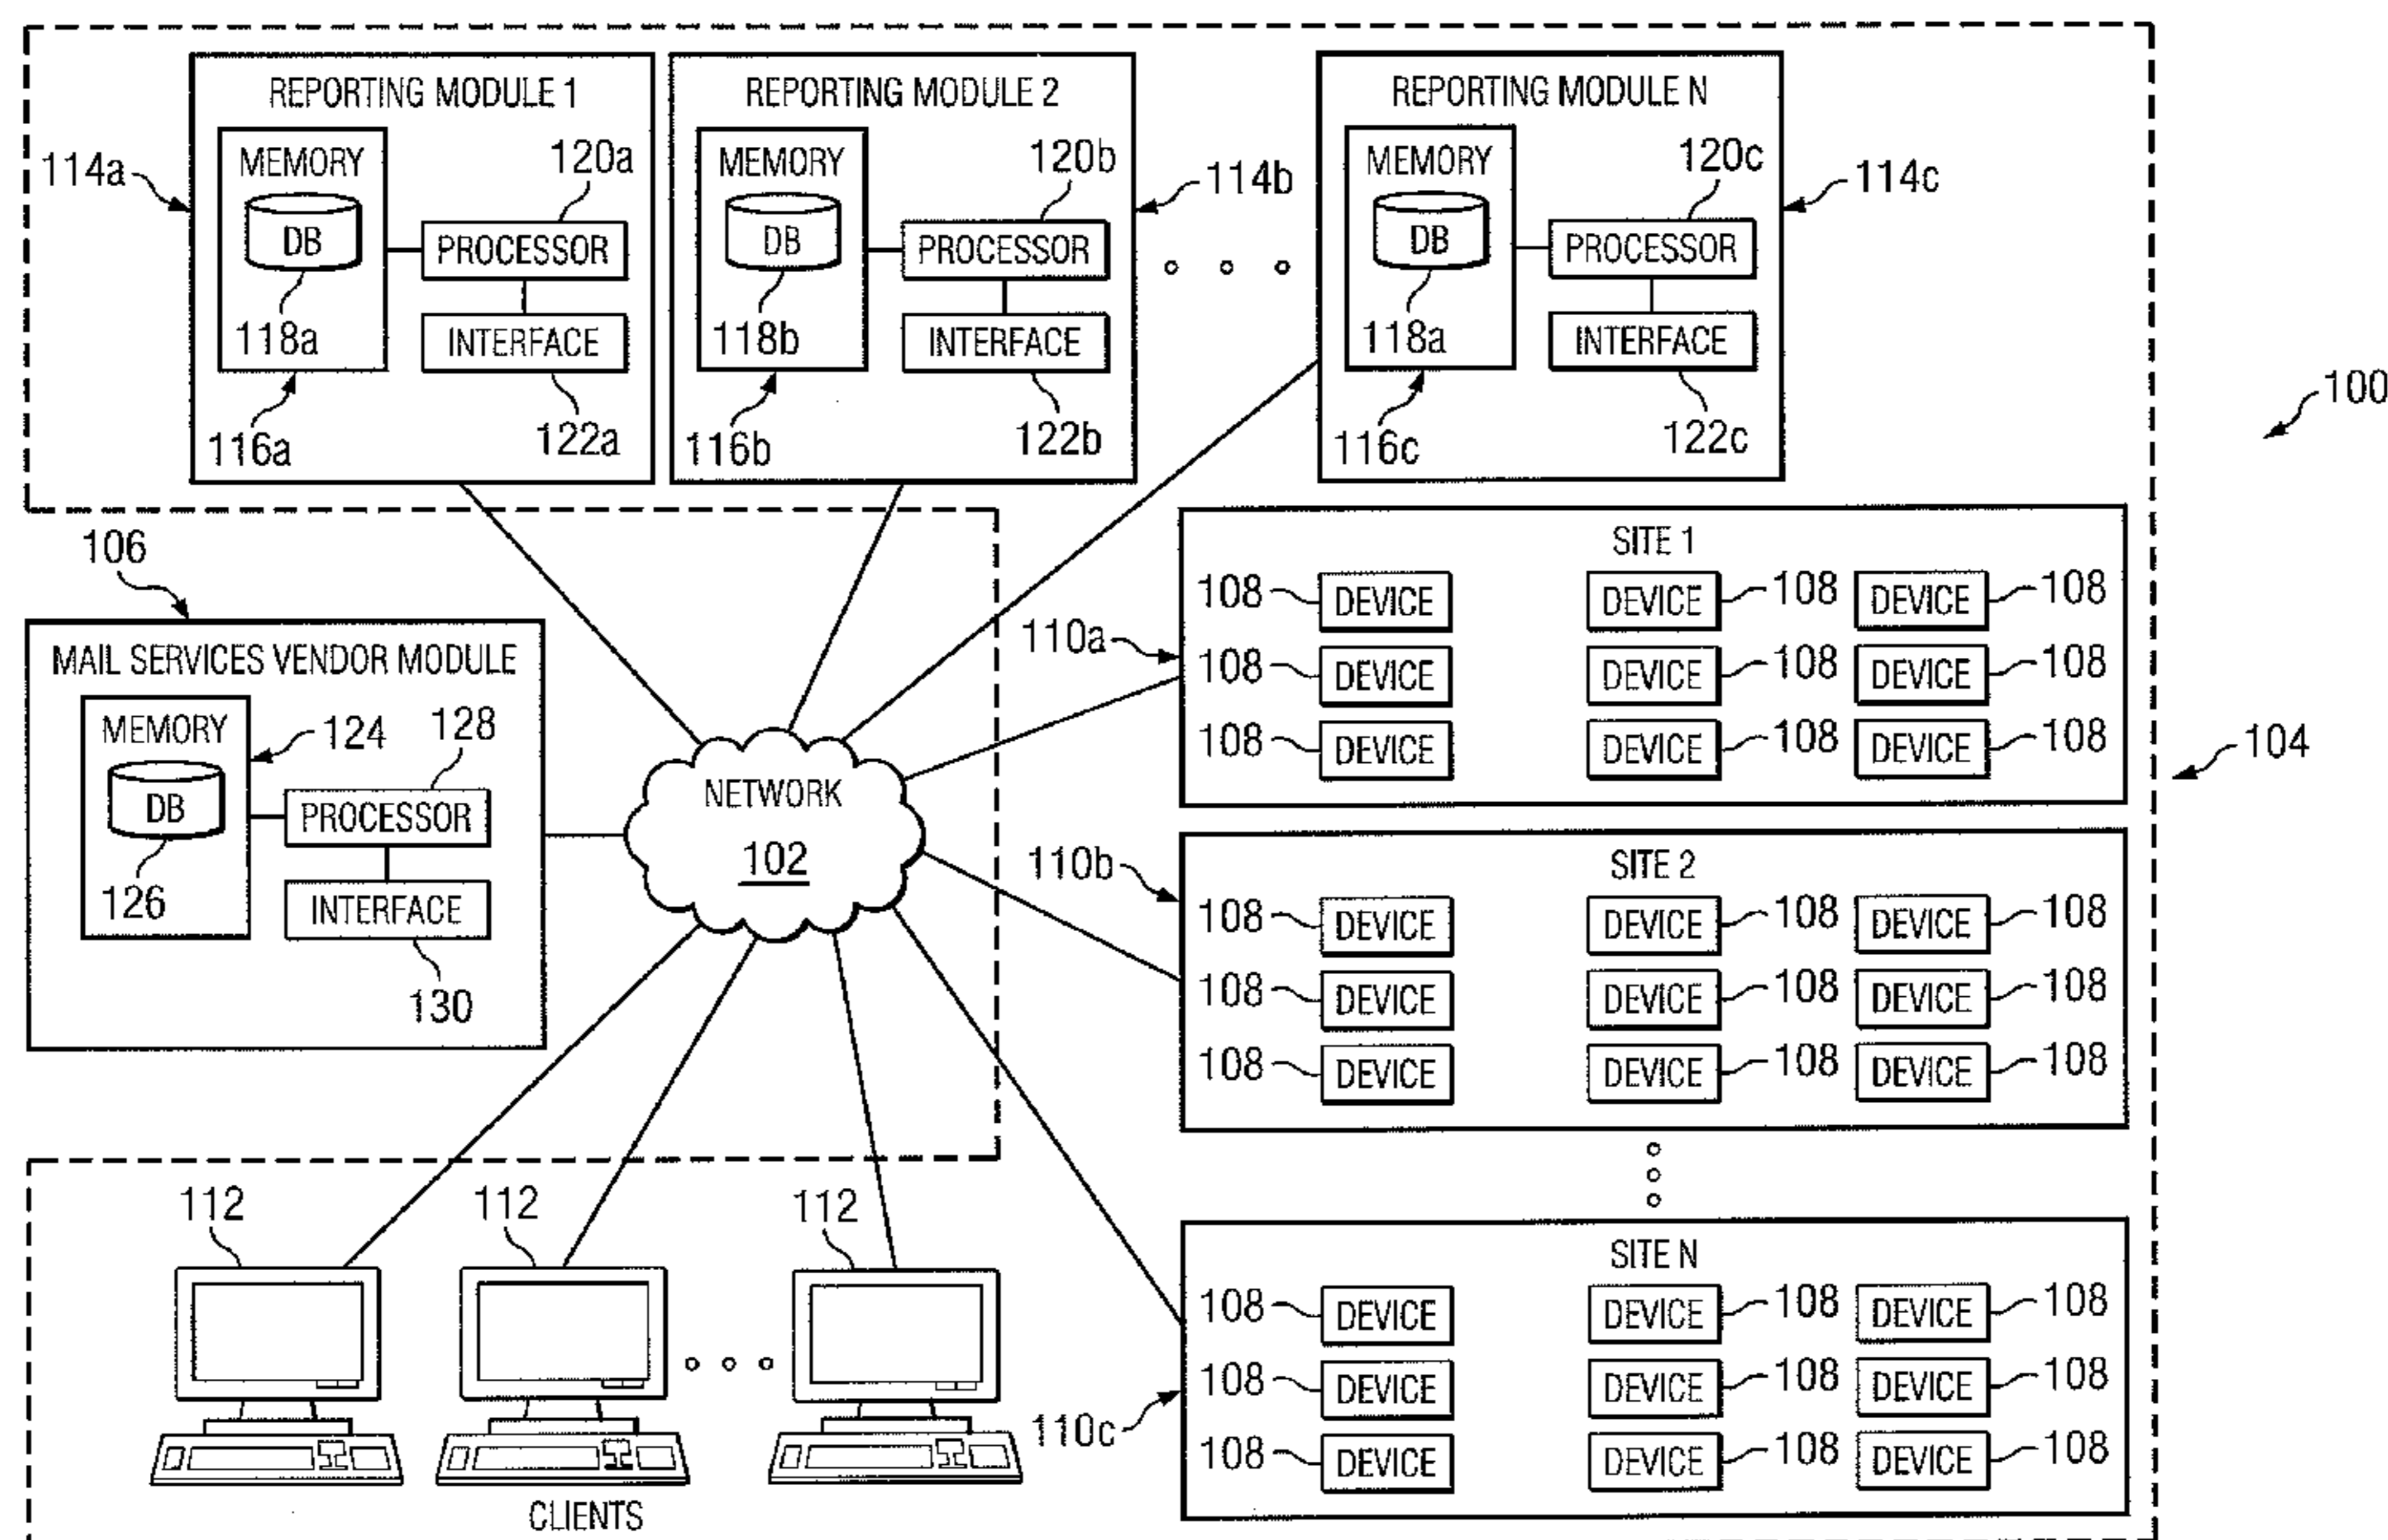 REPORTING MODULE 1
MEMORY
DB
118a
116a
120a
PROCESSOR
INTERFACE
122a
114a
REPORTING MODULE 2
MEMORY
DB
118b
116b
120b
PROCESSOR
INTERFACE
122b
114b
REPORTING MODULE N
MEMORY
DB
118a
116c
120c
PROCESSOR
INTERFACE
122c
114c
100
106
MAIL SERVICES VENDOR MODULE
MEMORY
124
DB
126
128
PROCESSOR
INTERFACE
130
NETWORK
102
104
110a
SITE 1
108 DEVICE DEVICE 108 DEVICE 108
108 DEVICE DEVICE 108 DEVICE 108
108 DEVICE DEVICE 108 DEVICE 108
110b
SITE 2
108 DEVICE DEVICE 108 DEVICE 108
108 DEVICE DEVICE 108 DEVICE 108
108 DEVICE DEVICE 108 DEVICE 108
110c
SITE N
108 DEVICE DEVICE 108 DEVICE 108
108 DEVICE DEVICE 108 DEVICE 108
108 DEVICE DEVICE 108 DEVICE 108
112 112 112
CLIENTS